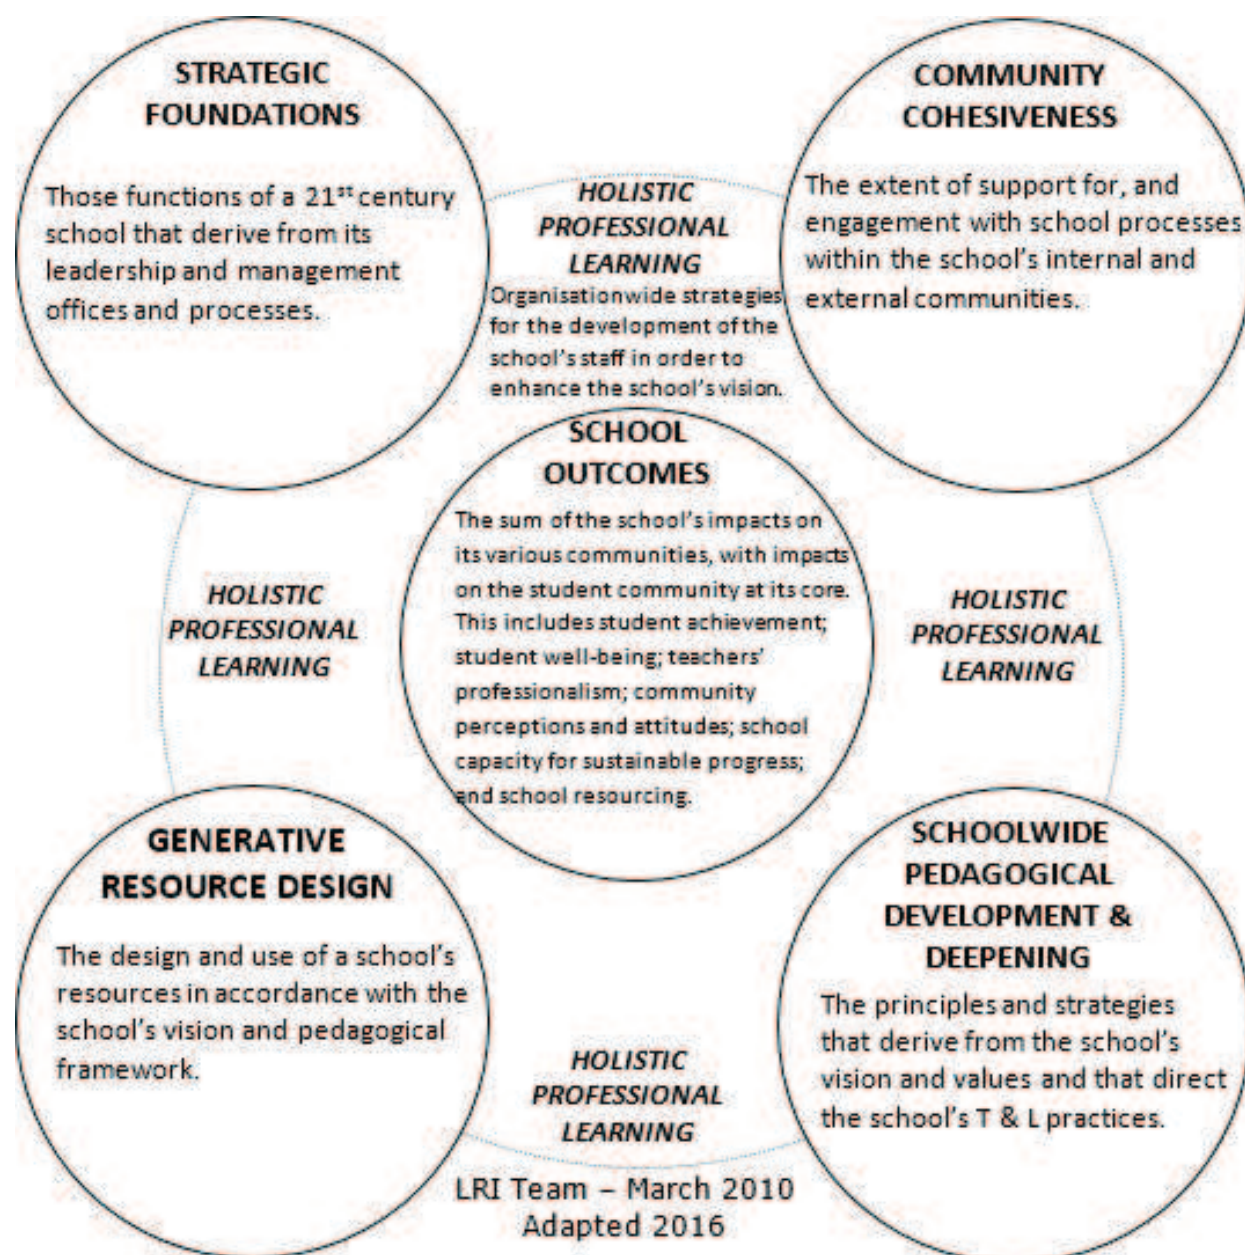 STRATEGIC
FOUNDATIONS
Those functions of a 21st century
school that derive from its
leadership and management
offices and processes.
HOLISTIC
PROFESSIONAL
LEARNING
Organisationwide strategies
for the development of the
school's staff in order to
enhance the school's vision.
COMMUNITY
COHESIVENESS
The extent of support for, and
engagement with school processes
within the school's internal and
external communities.
SCHOOL
OUTCOMES
The sum of the school's impacts on
its various communities, with impacts
on the student community at its core.
This includes student achievement;
student well-being; teachers'
professionalism; community
perceptions and attitudes; school
capacity for sustainable progress;
and school resourcing.
HOLISTIC
PROFESSIONAL
LEARNING
HOLISTIC
PROFESSIONAL
LEARNING
GENERATIVE
RESOURCE DESIGN
The design and use of a school's
resources in accordance with the
school's vision and pedagogical
framework.
HOLISTIC
PROFESSIONAL
LEARNING
SCHOOLWIDE
PEDAGOGICAL
DEVELOPMENT &
DEEPENING
The principles and strategies
that derive from the school's
vision and values and that direct
the school's T & L practices.
LRI Team – March 2010
Adapted 2016